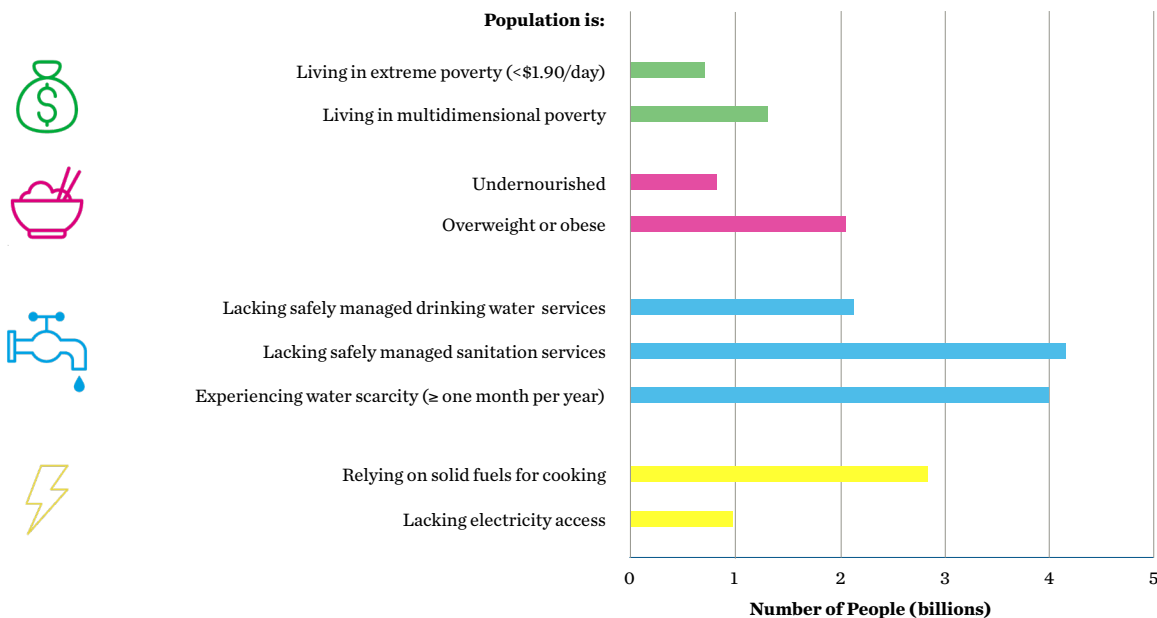 Population is:
Living in extreme poverty (<$1.90/day)
Living in multidimensional poverty
Undernourished
Overweight or obese
Lacking safely managed drinking water services
Lacking safely managed sanitation services
Experiencing water scarcity (≥ one month per year)
Relying on solid fuels for cooking
Lacking electricity access
0 1 2 3 4 5
Number of People (billions)
$